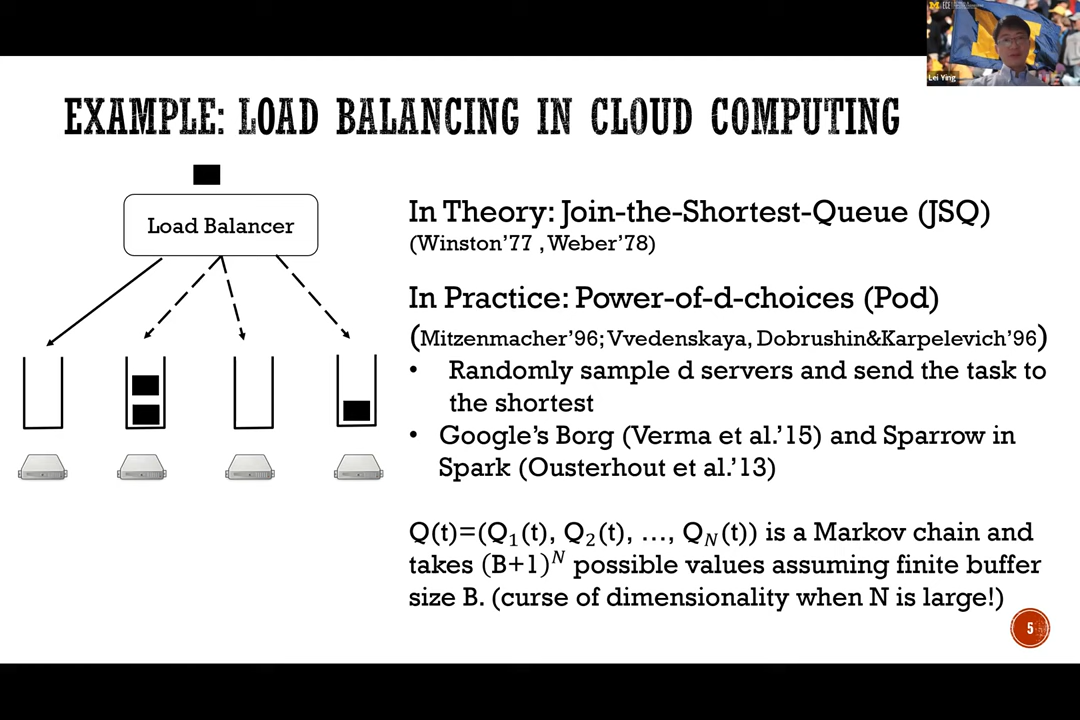 ECE
Lei Ying
EXAMPLE: LOAD BALANCING IN CLOUD COMPUTING
Load Balancer
In Theory: Join-the-Shortest-Queue (JSQ)
(Winston’77 , Weber’78)
In Practice: Power-of-d-choices (Pod)
(Mitzenmacher’96; Vvedenskaya, Dobrushin&Karpelevich’96)
• Randomly sample d servers and send the task to
the shortest
• Google’s Borg (Verma et al.’15) and Sparrow in
Spark (Ousterhout et al.’13)
Q(t)=(Q₁(t), Q₂(t), …, Q_N(t)) is a Markov chain and
takes (B+1)^N possible values assuming finite buffer
size B. (curse of dimensionality when N is large!)
5